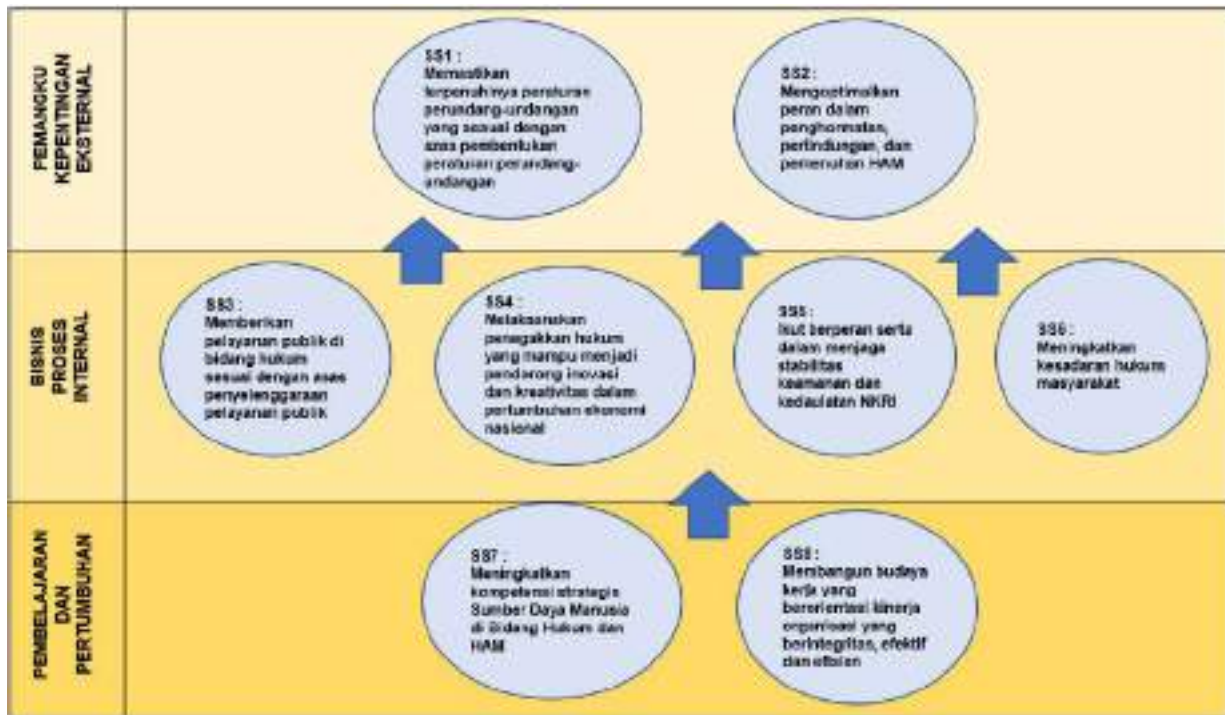 PEMANGKU
KEPENTINGAN
EKSTERNAL
SS1 :
Memastikan
terpenuhinya peraturan
perundang-undangan
yang sesuai dengan
azas pembentukan
peraturan perundang-
undangan
SS2 :
Mengoptimalkan
peran dalam
penghormatan,
perlindungan, dan
pemenuhan HAM
BISNIS
PROSES
INTERNAL
SS3 :
Memberikan
pelayanan publik di
bidang hukum
sesuai dengan asas
penyelenggaraan
pelayanan publik
SS4 :
Melaksanakan
penegakkan hukum
yang mampu menjadi
pendorong inovasi
dan kreativitas dalam
pertumbuhan ekonomi
nasional
SS5 :
Ikut berperan serta
dalam menjaga
stabilitas
keamanan dan
kedaulatan NKRI
SS6 :
Meningkatkan
kesadaran hukum
masyarakat
PEMBELAJARAN
DAN
PERTUMBUHAN
SS7 :
Meningkatkan
kompetensi strategis
Sumber Daya Manusia
di Bidang Hukum dan
HAM
SS8 :
Membangun budaya
kerja yang
berorientasi kinerja
organisasi yang
berintegritas, efektif
dan efisien